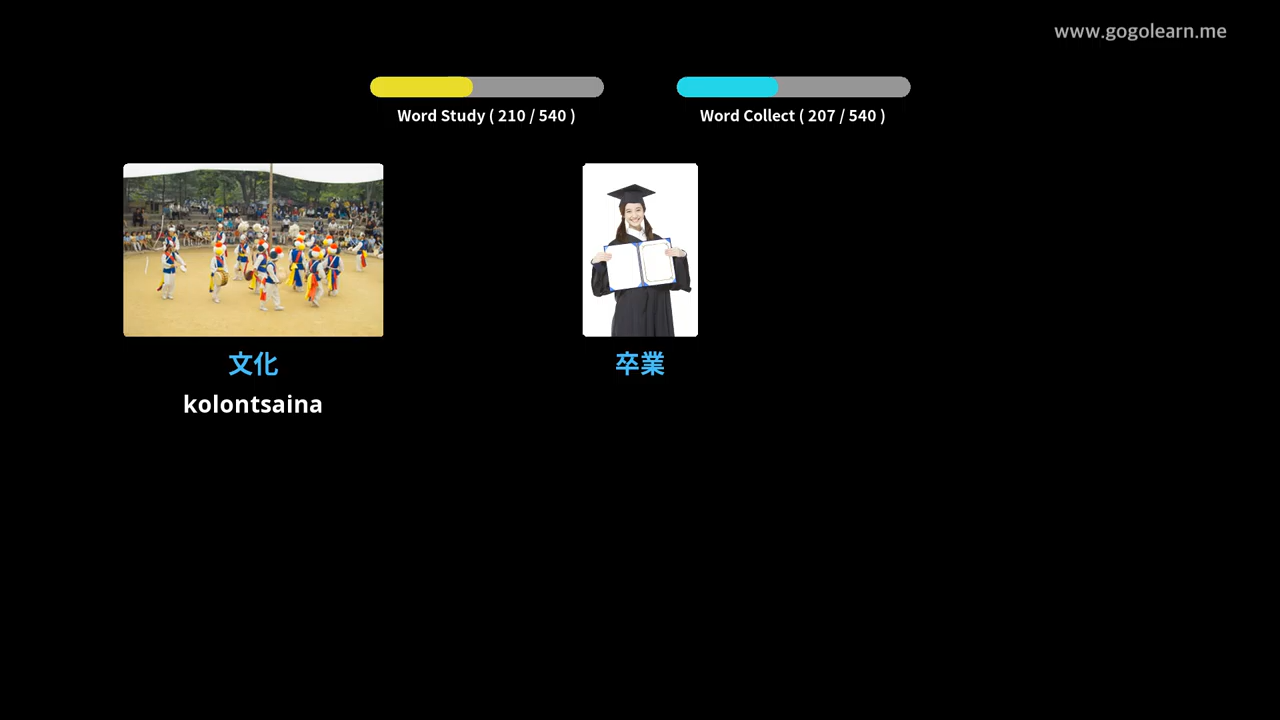 www.gogolearn.me
Word Study ( 210 / 540 )
Word Collect ( 207 / 540 )
文化
kolontsaina
卒業